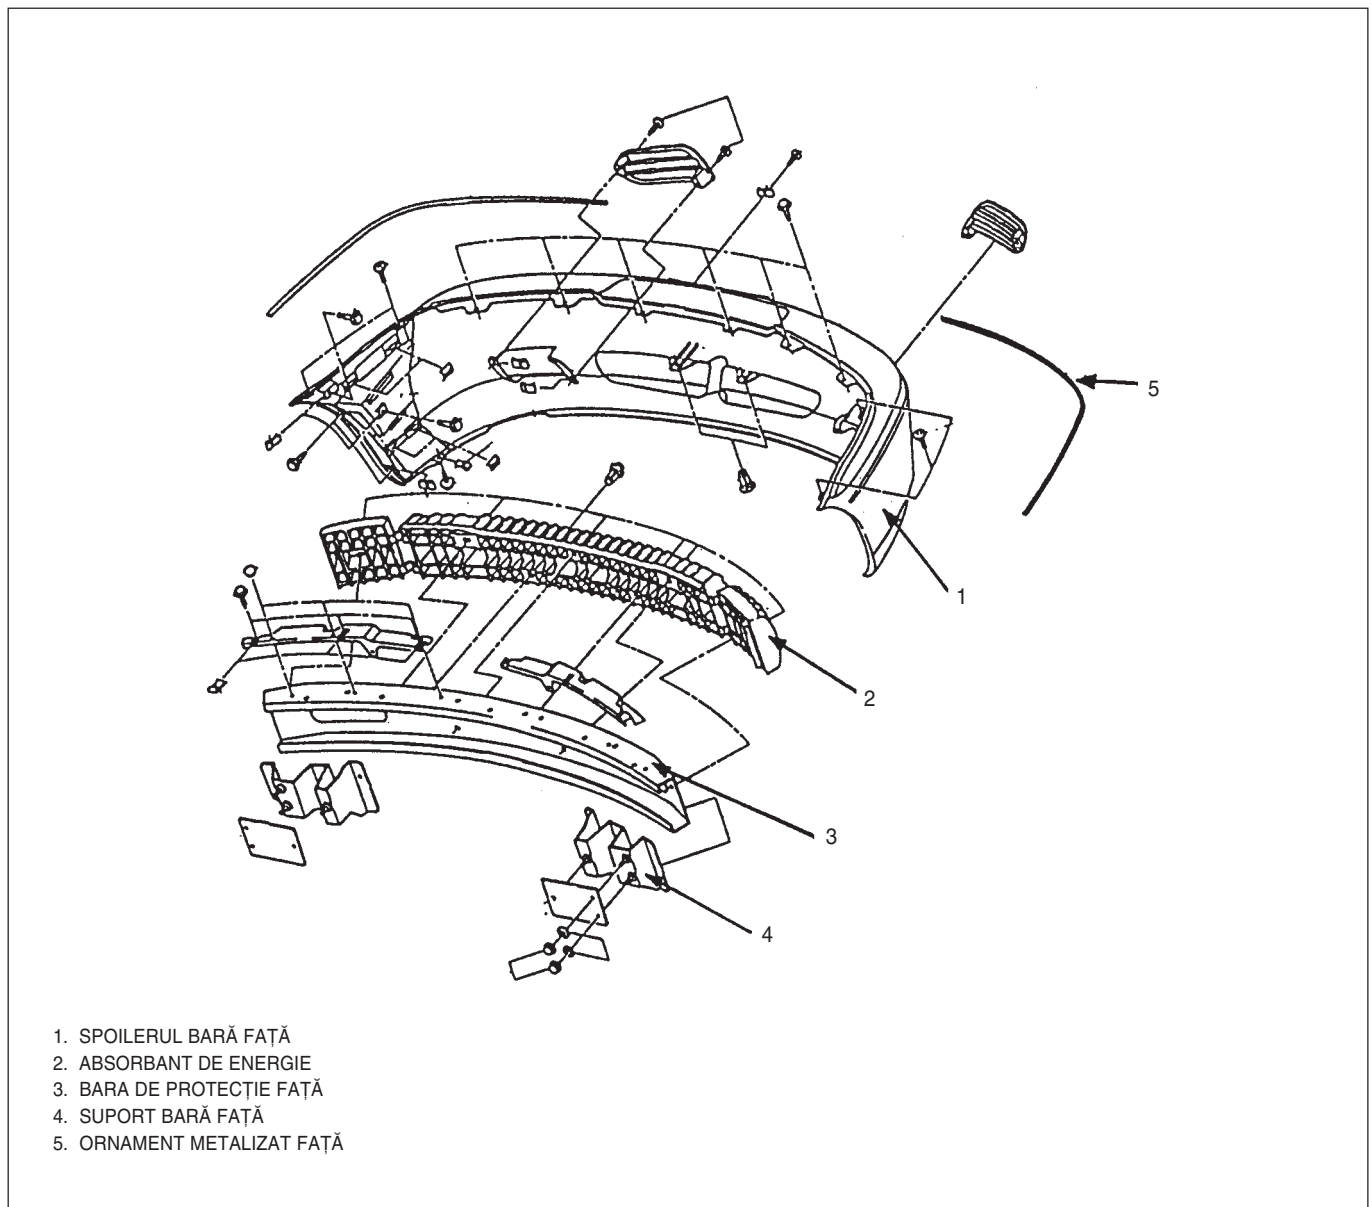 5
1
2
3
4
1. SPOILERUL BARĂ FAȚĂ
2. ABSORBANT DE ENERGIE
3. BARA DE PROTECȚIE FAȚĂ
4. SUPORT BARĂ FAȚĂ
5. ORNAMENT METALIZAT FAȚĂ